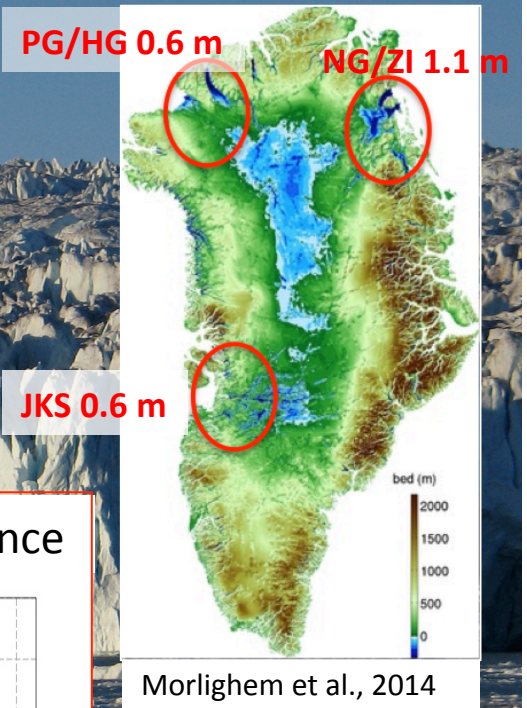 PG/HG 0.6 m
NG/ZI 1.1 m
JKS 0.6 m
bed (m)
2000
1500
1000
500
0
nce
Morlighem et al., 2014